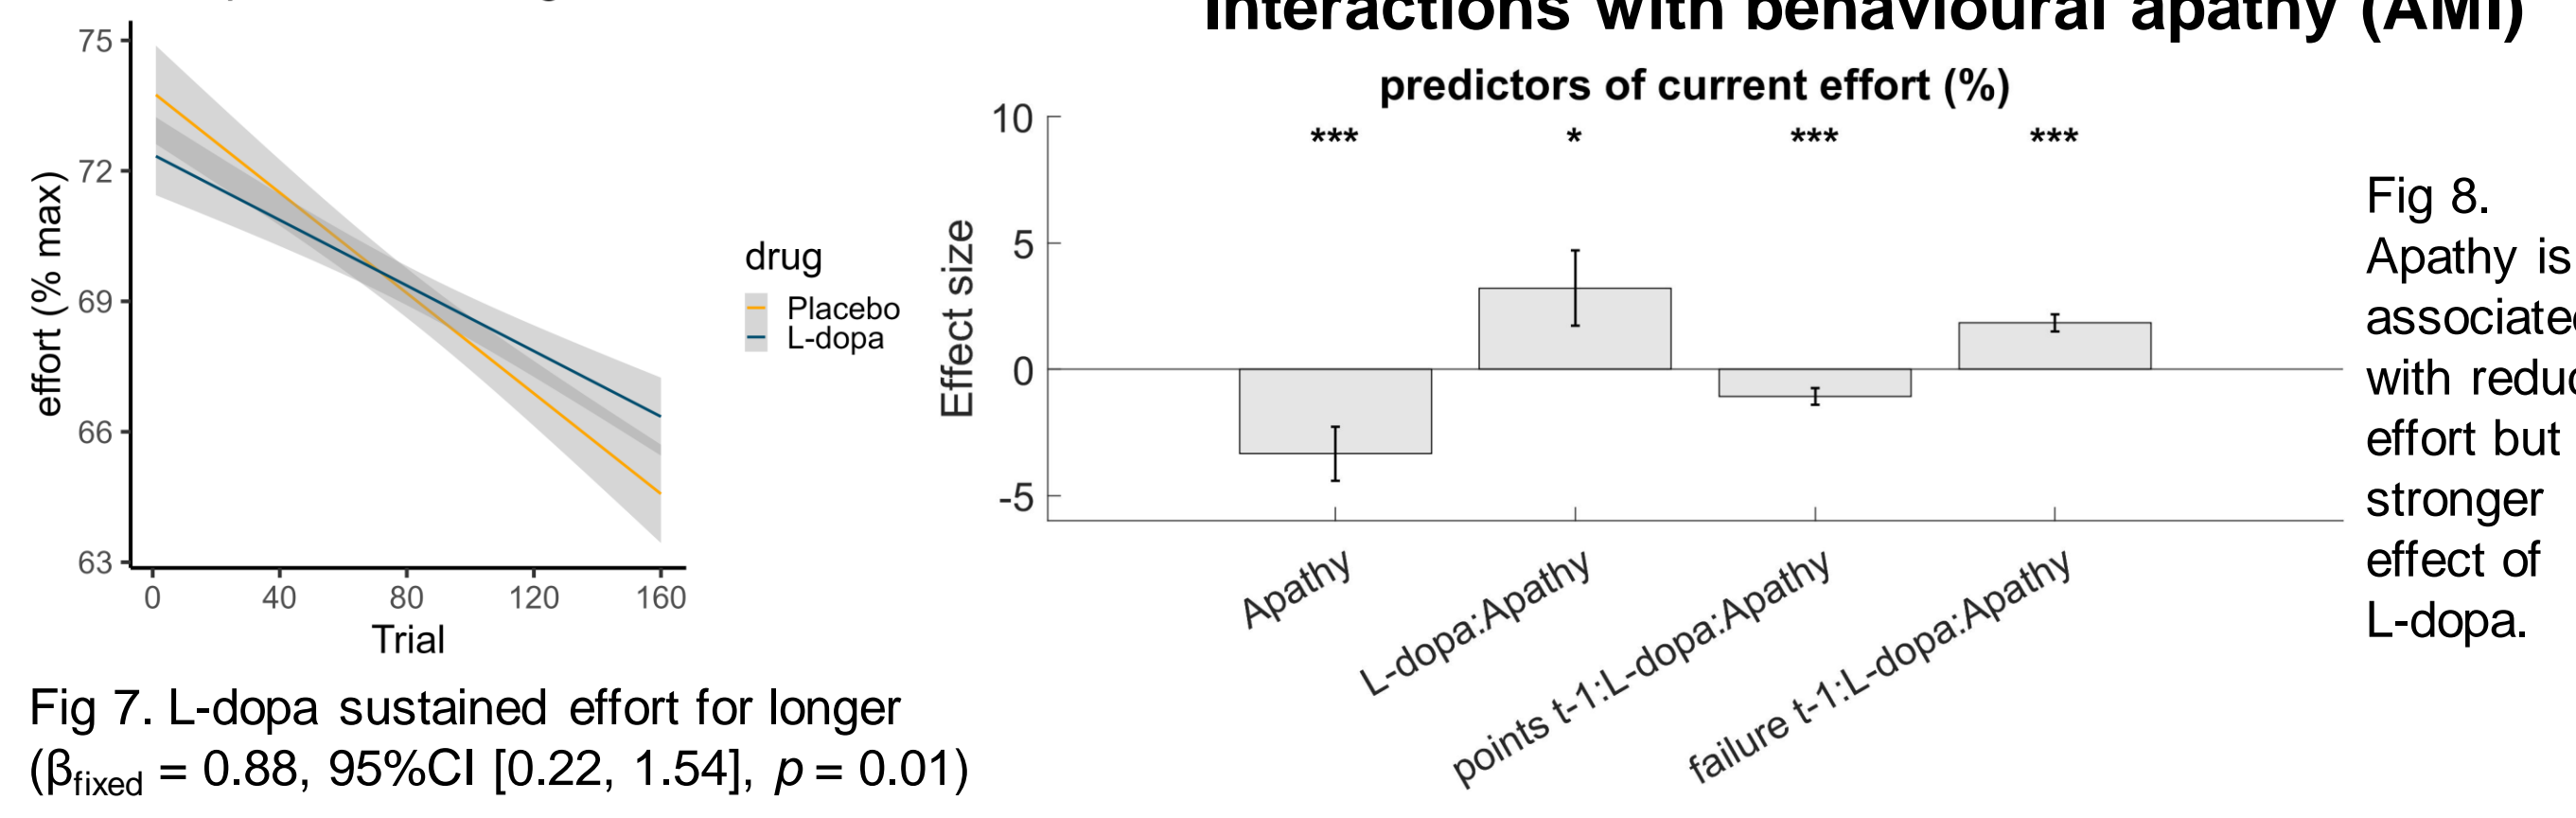 Interactions with behavioural apathy (AMI)
75
72
69
66
63
effort (% max)
0 40 80 120 160
Trial
drug
Placebo
L-dopa
Fig 7. L-dopa sustained effort for longer
(βfixed = 0.88, 95%CI [0.22, 1.54], p = 0.01)
predictors of current effort (%)
10
5
0
-5
Effect size
*** * *** ***
Apathy
L-dopa:Apathy
points t-1:L-dopa:Apathy
failure t-1:L-dopa:Apathy
Fig 8.
Apathy is
associated
with reduc
effort but
stronger
effect of
L-dopa.